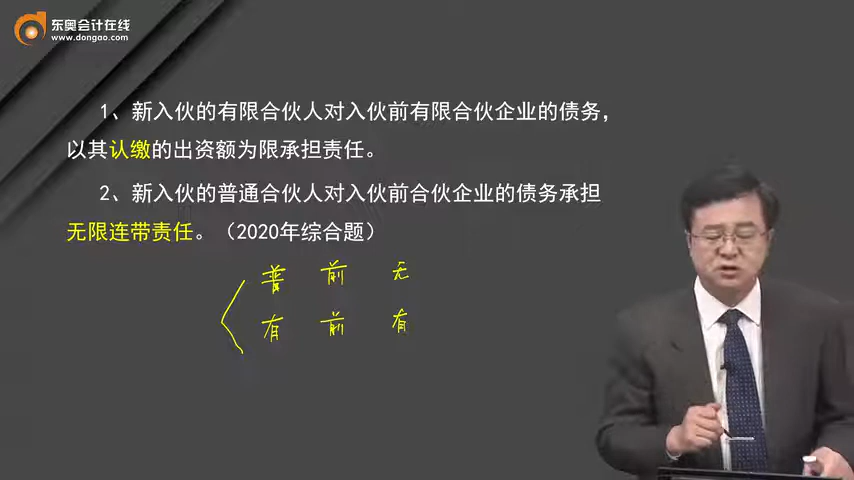 东奥会计在线
www.dongao.com
1、新入伙的有限合伙人对入伙前有限合伙企业的债务，
以其认缴的出资额为限承担责任。
2、新入伙的普通合伙人对入伙前合伙企业的债务承担
无限连带责任。（2020年综合题）
普 前 无
有 前 有